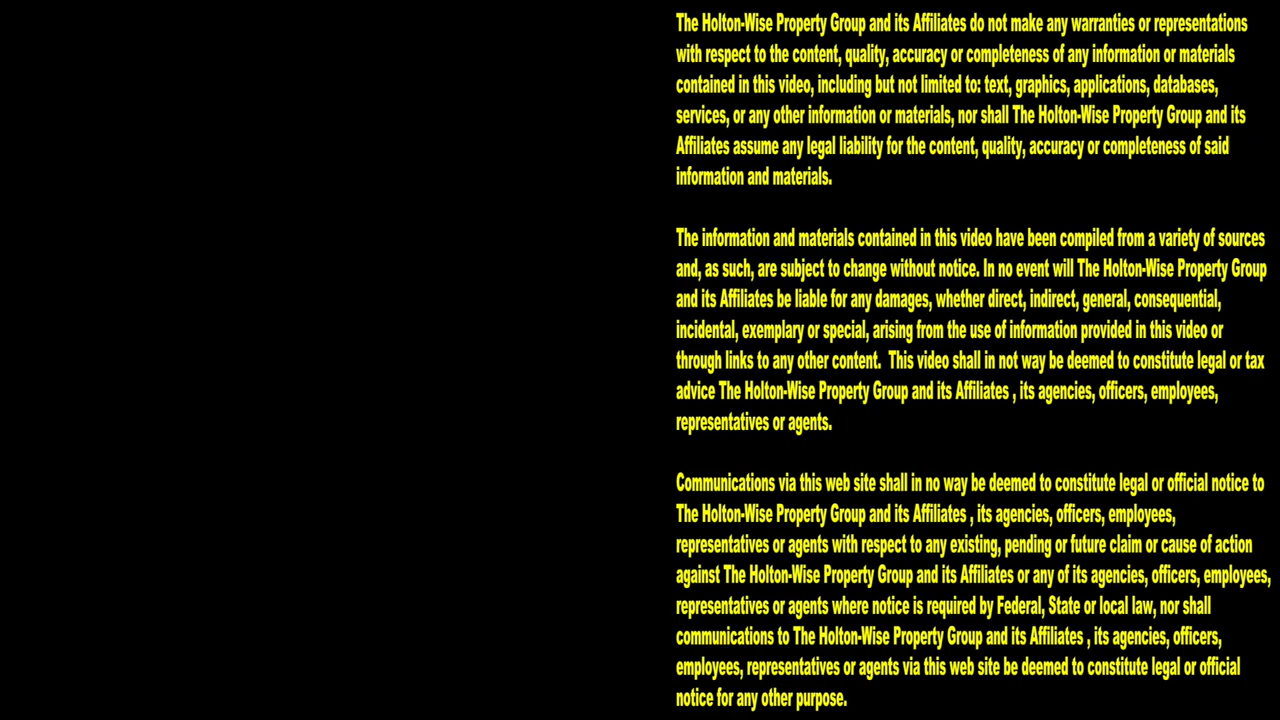 The Holton-Wise Property Group and its Affiliates do not make any warranties or representations
with respect to the content, quality, accuracy or completeness of any information or materials
contained in this video, including but not limited to: text, graphics, applications, databases,
services, or any other information or materials, nor shall The Holton-Wise Property Group and its
Affiliates assume any legal liability for the content, quality, accuracy or completeness of said
information and materials.
The information and materials contained in this video have been compiled from a variety of sources
and, as such, are subject to change without notice. In no event will The Holton-Wise Property Group
and its Affiliates be liable for any damages, whether direct, indirect, general, consequential,
incidental, exemplary or special, arising from the use of information provided in this video or
through links to any other content.  This video shall in not way be deemed to constitute legal or tax
advice The Holton-Wise Property Group and its Affiliates , its agencies, officers, employees,
representatives or agents.
Communications via this web site shall in no way be deemed to constitute legal or official notice to
The Holton-Wise Property Group and its Affiliates , its agencies, officers, employees,
representatives or agents with respect to any existing, pending or future claim or cause of action
against The Holton-Wise Property Group and its Affiliates or any of its agencies, officers, employees,
representatives or agents where notice is required by Federal, State or local law, nor shall
communications to The Holton-Wise Property Group and its Affiliates , its agencies, officers,
employees, representatives or agents via this web site be deemed to constitute legal or official
notice for any other purpose.